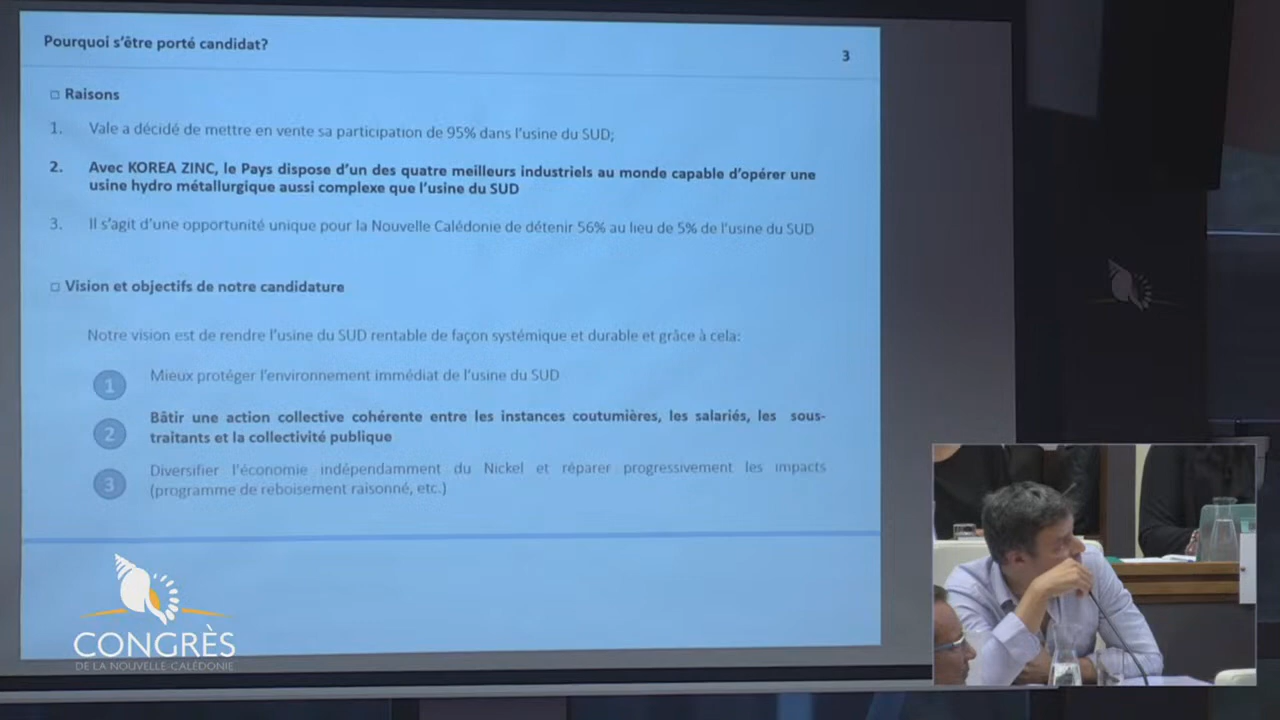 Pourquoi s'être porté candidat?
3
Raisons
1. Vale a décidé de mettre en vente sa participation de 95% dans l'usine du SUD;
2. Avec KOREA ZINC, le Pays dispose d'un des quatre meilleurs industriels au monde capable d'opérer une
usine hydro métallurgique aussi complexe que l'usine du SUD
3. Il s'agit d'une opportunité unique pour la Nouvelle Calédonie de détenir 56% au lieu de 5% de l'usine du SUD
Vision et objectifs de notre candidature
Notre vision est de rendre l'usine du SUD rentable de façon systémique et durable et grâce à cela:
1 Mieux protéger l'environnement immédiat de l'usine du SUD
2 Bâtir une action collective cohérente entre les instances coutumières, les salariés, les sous-
traitants et la collectivité publique
3 Diversifier l'économie indépendamment du Nickel et réparer progressivement les impacts
(programme de reboisement raisonné, etc.)
CONGRÈS
DE LA NOUVELLE-CALÉDONIE